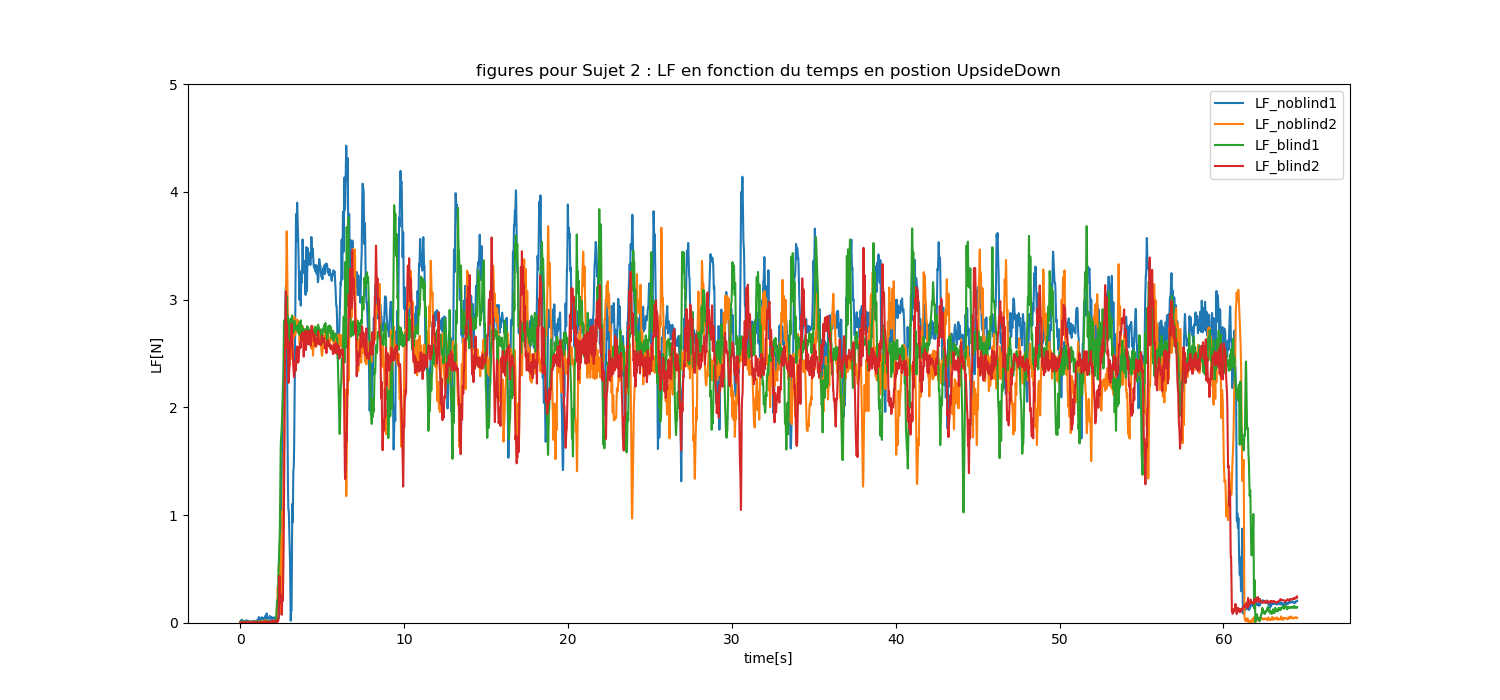 figures pour Sujet 2 : LF en fonction du temps en postion UpsideDown
5
4
3
2
1
0
LF[N]
LF_noblind1
LF_noblind2
LF_blind1
LF_blind2
0 10 20 30 40 50 60
time[s]